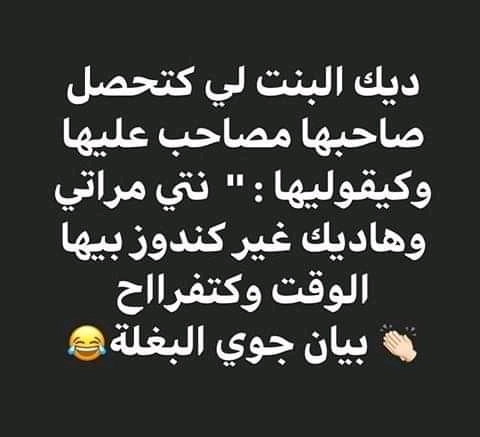 ديك البنت لي كتحصل
صاحبها مصاحب عليها
وكيقوليها : " نتي مراتي
وهاديك غير كندوز بيها
الوقت وكتفرااح
👏🏻 بيان جوي البغلة😂